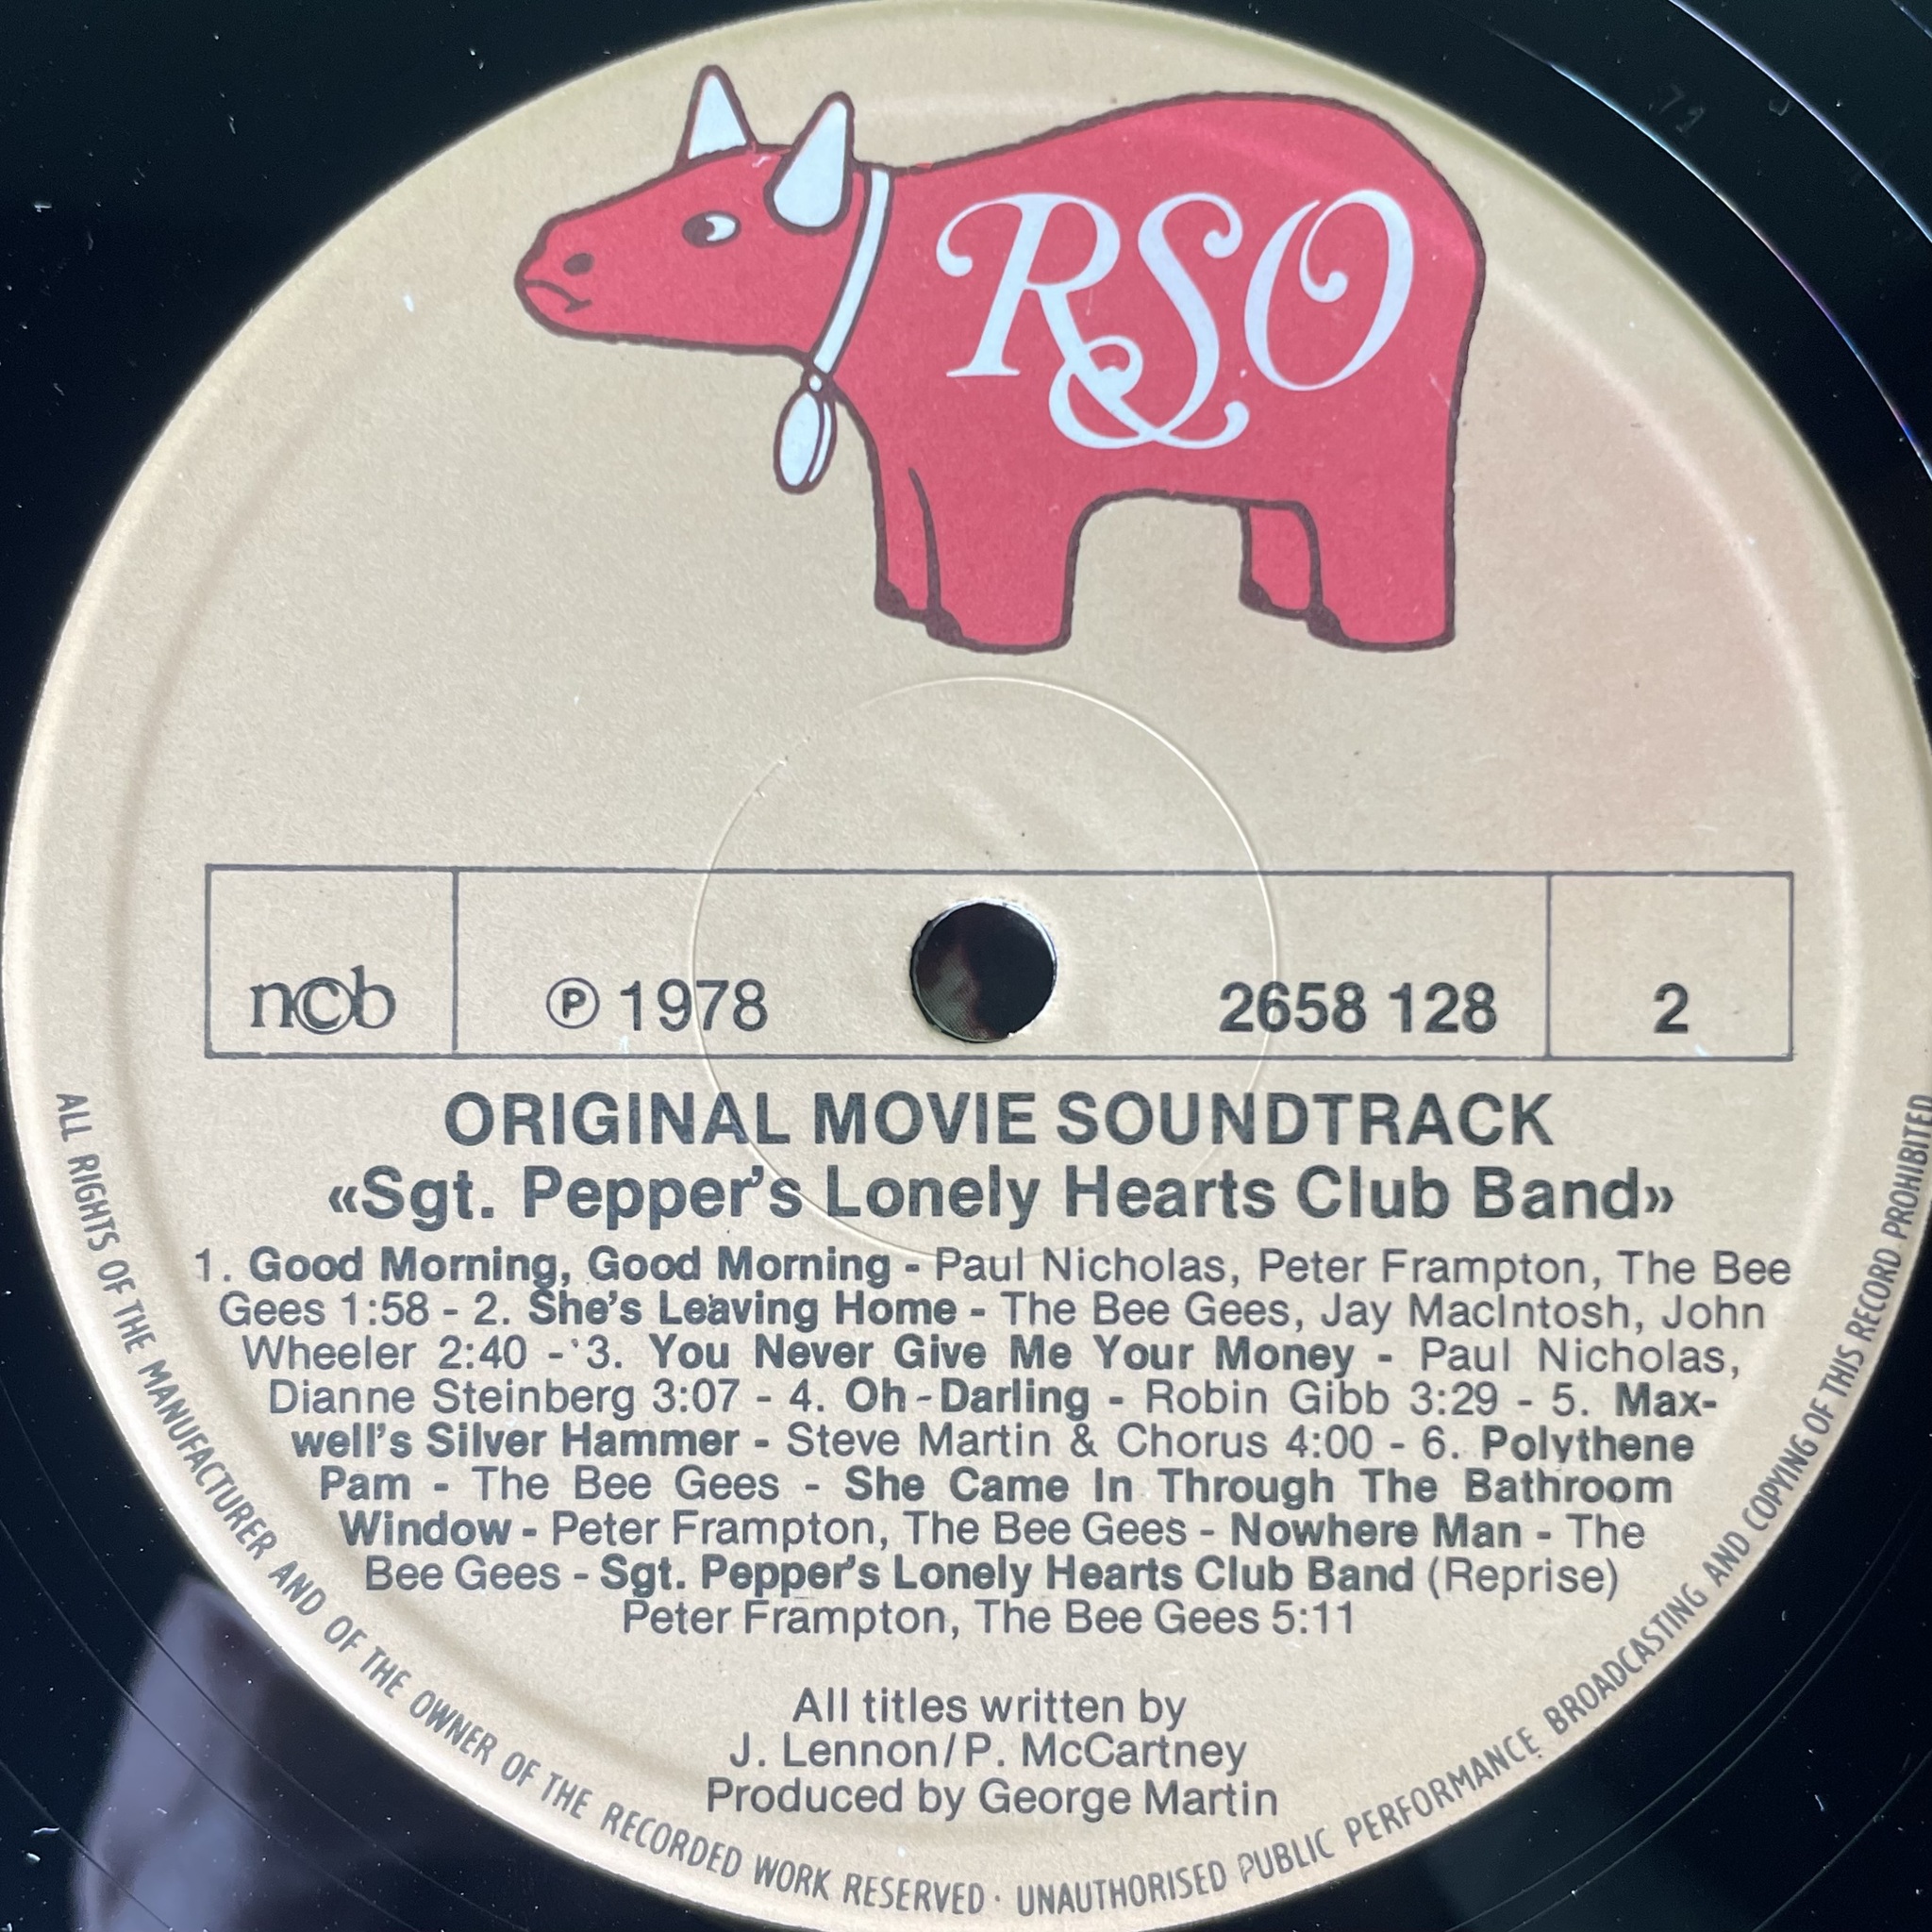 RSO
ncb
℗ 1978
2658 128
2
ORIGINAL MOVIE SOUNDTRACK
«Sgt. Pepper's Lonely Hearts Club Band»
1. Good Morning, Good Morning - Paul Nicholas, Peter Frampton, The Bee
Gees 1:58 - 2. She's Leaving Home - The Bee Gees, Jay MacIntosh, John
Wheeler 2:40 - 3. You Never Give Me Your Money - Paul Nicholas,
Dianne Steinberg 3:07 - 4. Oh - Darling - Robin Gibb 3:29 - 5. Max-
well's Silver Hammer - Steve Martin & Chorus 4:00 - 6. Polythene
Pam - The Bee Gees - She Came In Through The Bathroom
Window - Peter Frampton, The Bee Gees - Nowhere Man - The
Bee Gees - Sgt. Pepper's Lonely Hearts Club Band (Reprise)
Peter Frampton, The Bee Gees 5:11
All titles written by
J. Lennon/P. McCartney
Produced by George Martin
ALL RIGHTS OF THE MANUFACTURER AND OF THE OWNER OF THE RECORDED WORK RESERVED · UNAUTHORISED PUBLIC PERFORMANCE BROADCASTING AND COPYING OF THIS RECORD PROHIBITED